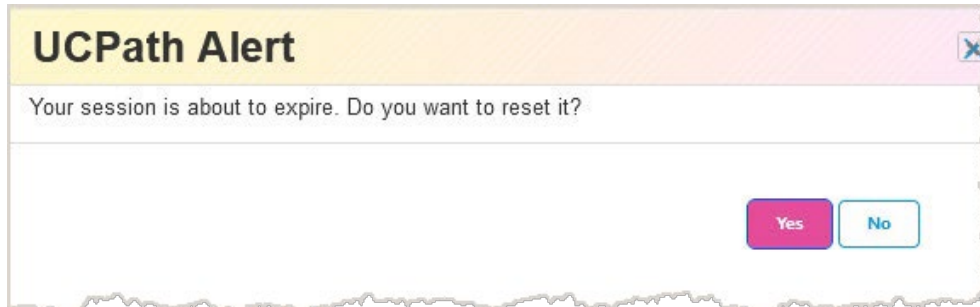 UCPath Alert
Your session is about to expire. Do you want to reset it?
Yes No